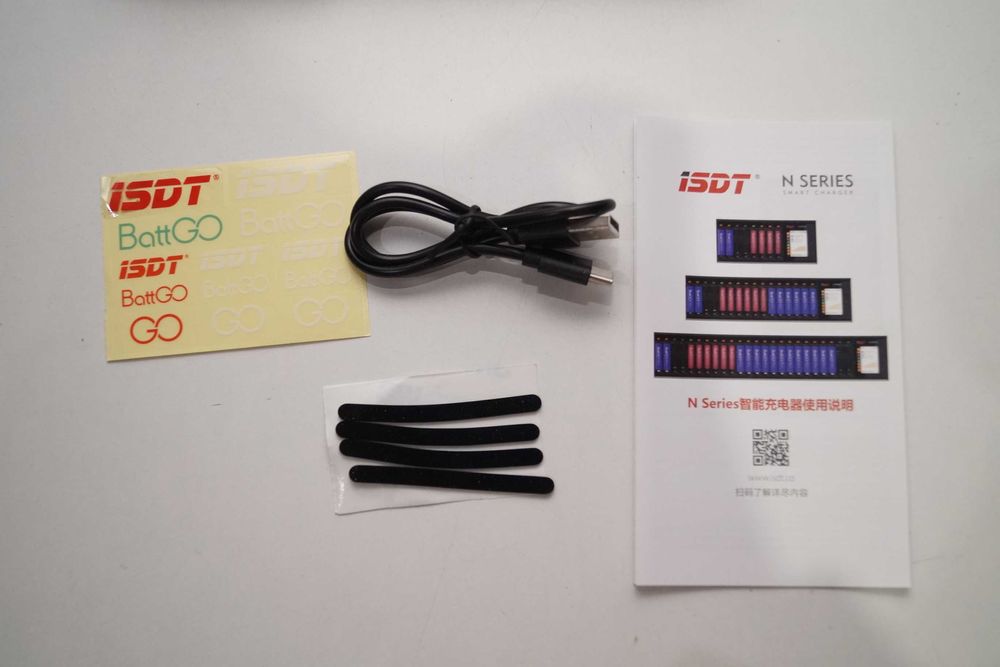 ISDT® ISDT
BattGO BattGO
ISDT® ISDT ISDT
BattGO BattGO BattGO
GO GO GO
ISDT® N SERIES
SMART CHARGER
N Series智能充电器使用说明
www.isdt.co
扫码了解详尽内容